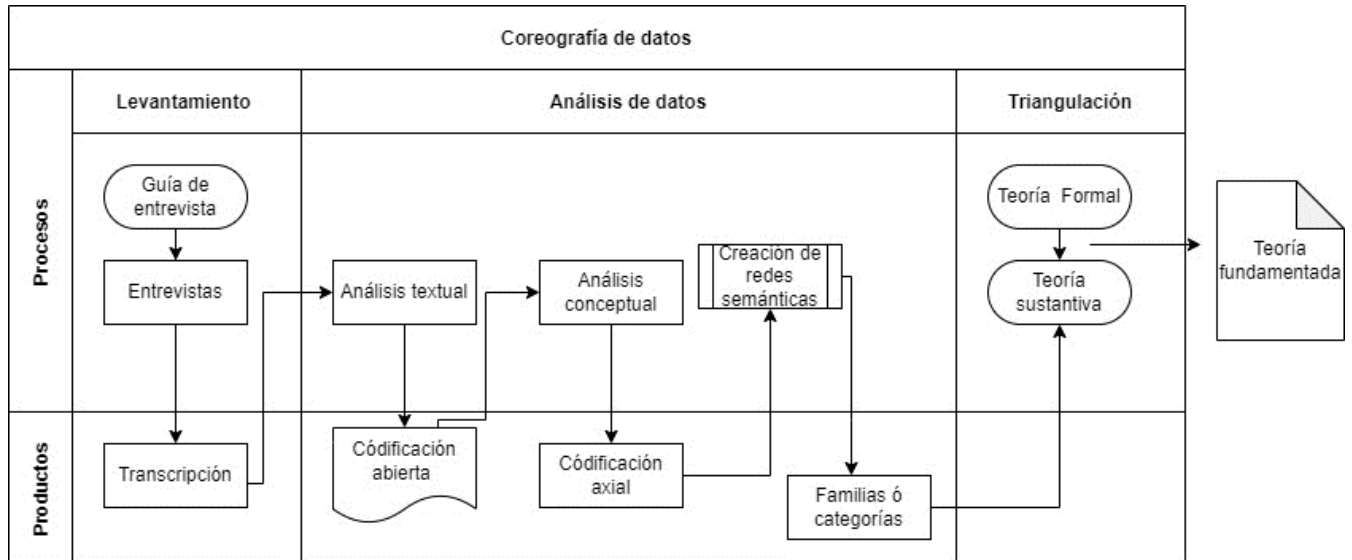 Coreografía de datos
Levantamiento
Análisis de datos
Triangulación
Procesos
Guía de
entrevista
Entrevistas
Análisis textual
Análisis
conceptual
Creación de
redes
semánticas
Teoría Formal
Teoría
sustantiva
Teoría
fundamentada
Productos
Transcripción
Códificación
abierta
Códificación
axial
Familias ó
categorías